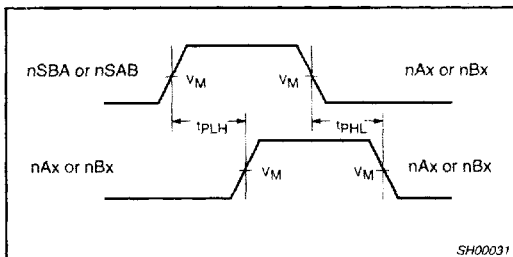 nSBA or nSAB
VM
VM
nAx or nBx
tPLH
tPHL
nAx or nBx
VM
VM
nAx or nBx
SH00031